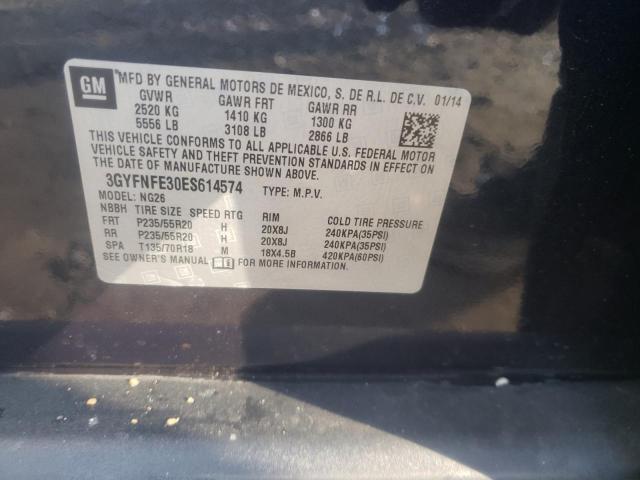 GM
MFD BY GENERAL MOTORS DE MEXICO, S. DE R.L. DE C.V. 01/14
GVWR GAWR FRT GAWR RR
2520 KG 1410 KG 1300 KG
5556 LB 3108 LB 2866 LB
THIS VEHICLE CONFORMS TO ALL APPLICABLE U.S. FEDERAL MOTOR
VEHICLE SAFETY AND THEFT PREVENTION STANDARDS IN EFFECT ON
THE DATE OF MANUFACTURE SHOWN ABOVE.
3GYFNFE30ES614574 TYPE: M.P.V.
MODEL: NG26
NBBH TIRE SIZE SPEED RTG RIM COLD TIRE PRESSURE
FRT P235/55R20 H 20X8J 240KPA(35PSI)
RR P235/55R20 H 20X8J 240KPA(35PSI)
SPA T135/70R18 M 18X4.5B 420KPA(60PSI)
SEE OWNER'S MANUAL FOR MORE INFORMATION.